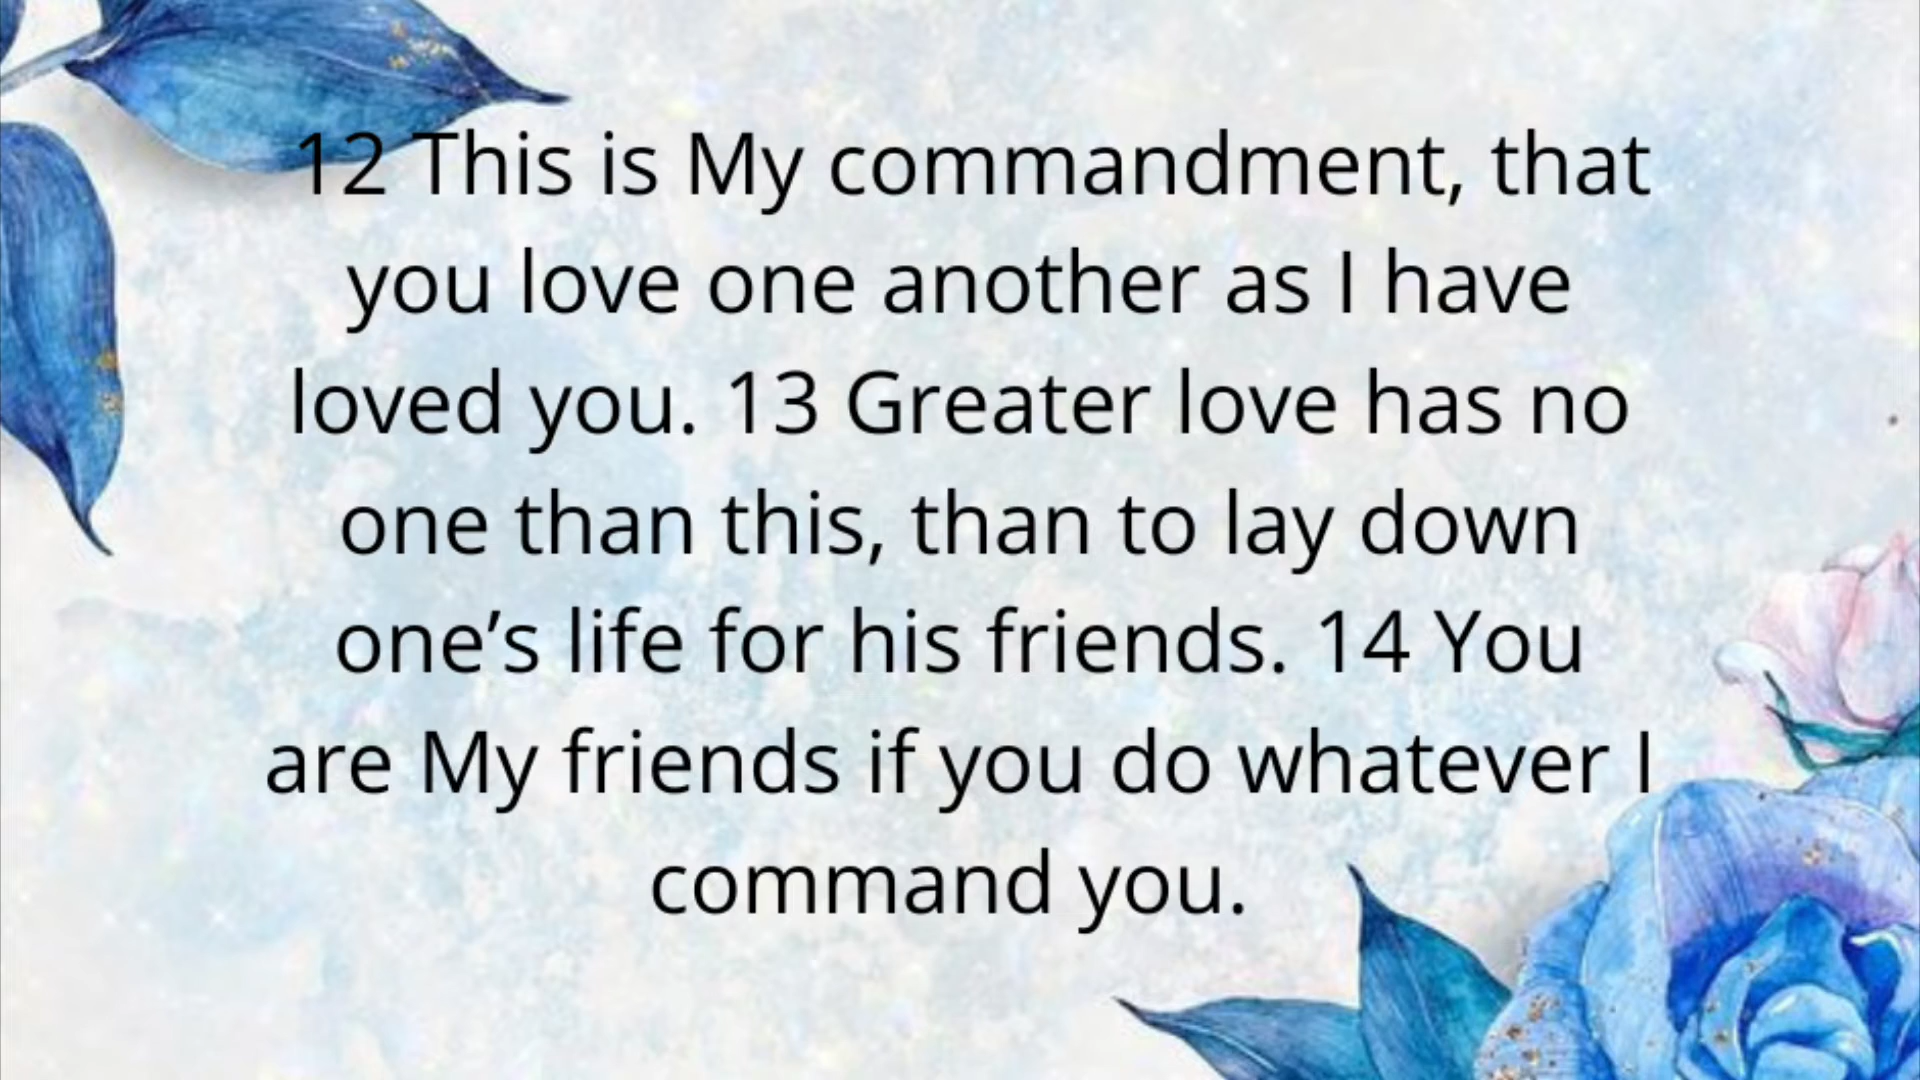 12 This is My commandment, that
you love one another as I have
loved you. 13 Greater love has no
one than this, than to lay down
one’s life for his friends. 14 You
are My friends if you do whatever I
command you.